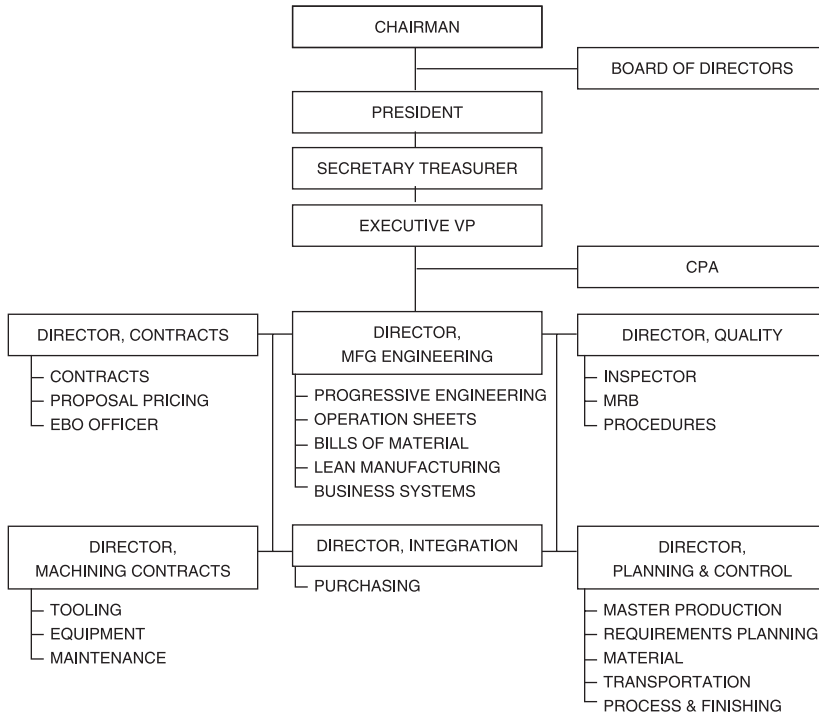 CHAIRMAN
BOARD OF DIRECTORS
PRESIDENT
SECRETARY TREASURER
EXECUTIVE VP
CPA
DIRECTOR, CONTRACTS
CONTRACTS
PROPOSAL PRICING
EBO OFFICER
DIRECTOR,
MFG ENGINEERING
PROGRESSIVE ENGINEERING
OPERATION SHEETS
BILLS OF MATERIAL
LEAN MANUFACTURING
BUSINESS SYSTEMS
DIRECTOR, QUALITY
INSPECTOR
MRB
PROCEDURES
DIRECTOR,
MACHINING CONTRACTS
TOOLING
EQUIPMENT
MAINTENANCE
DIRECTOR, INTEGRATION
PURCHASING
DIRECTOR,
PLANNING & CONTROL
MASTER PRODUCTION
REQUIREMENTS PLANNING
MATERIAL
TRANSPORTATION
PROCESS & FINISHING